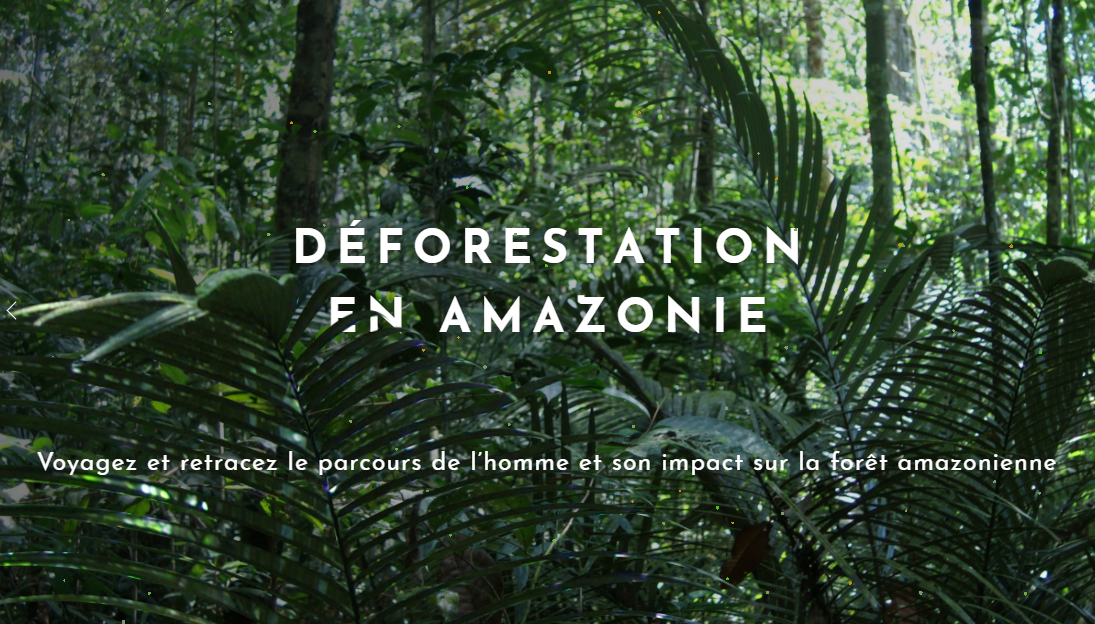 DÉFORESTATION
EN AMAZONIE
Voyagez et retracez le parcours de l'homme et son impact sur la forêt amazonienne